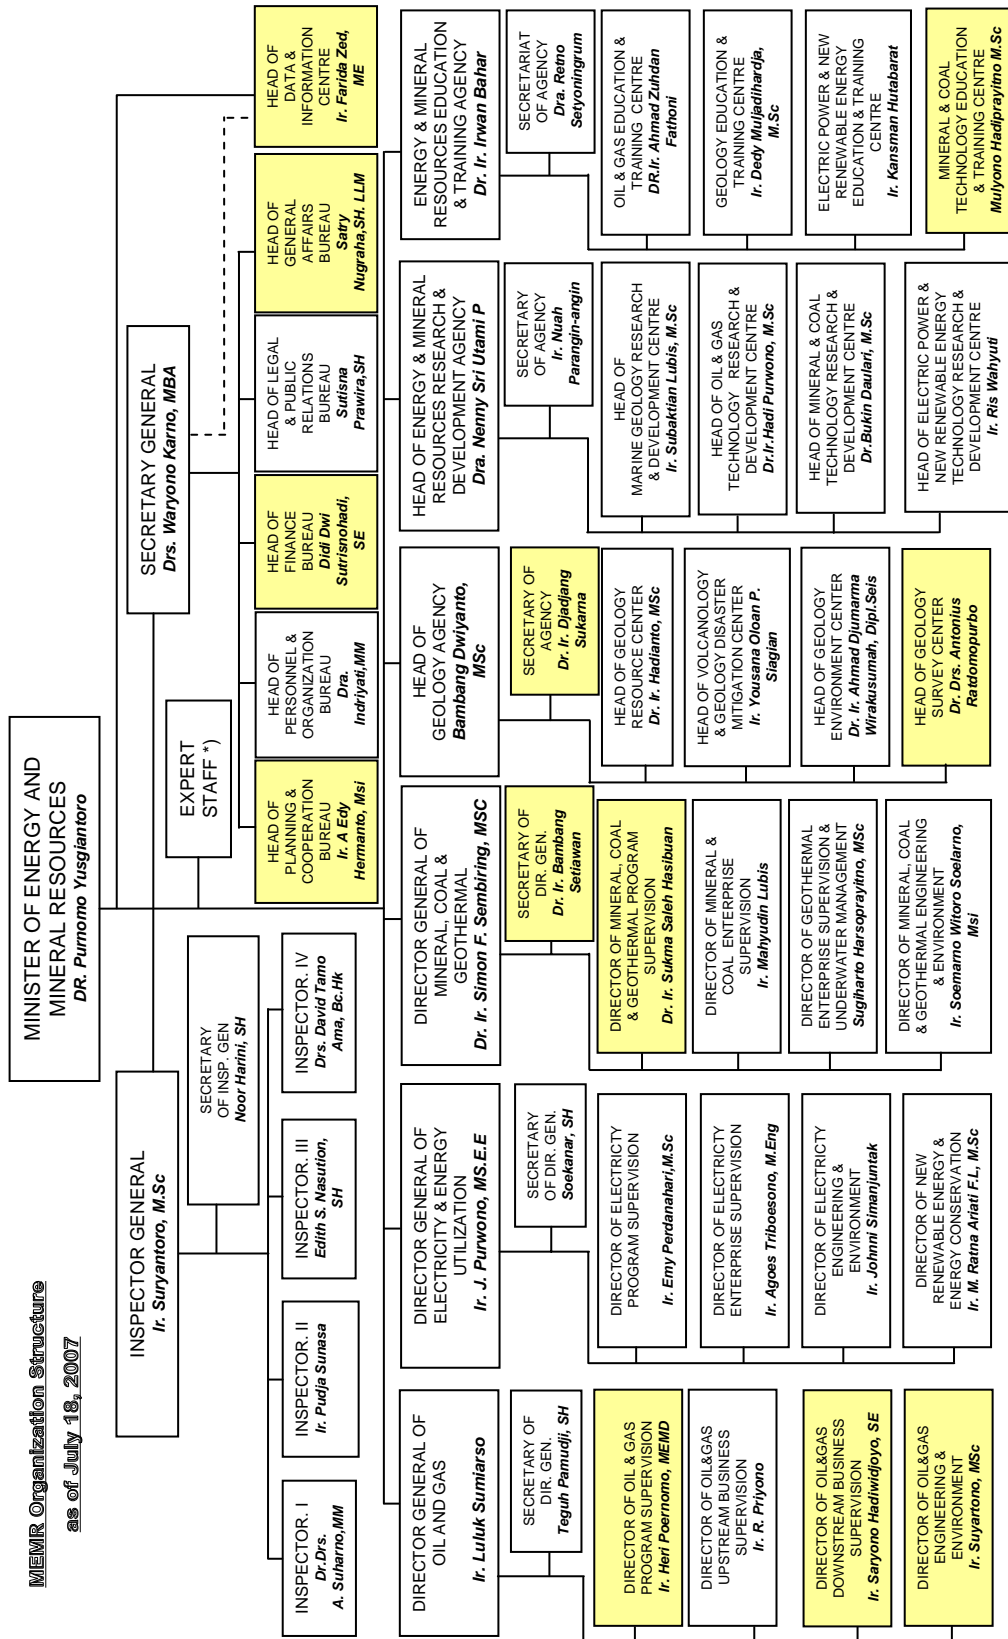 MEMR Organization Structure
as of July 18, 2007
MINISTER OF ENERGY AND
MINERAL RESOURCES
DR. Purnomo Yusgiantoro
INSPECTOR GENERAL
Ir. Suryantoro, M.Sc
SECRETARY GENERAL
Drs. Waryono Karno, MBA
SECRETARY
OF INSP. GEN
Noor Harini, SH
EXPERT
STAFF *)
INSPECTOR. I
Dr.Drs.
A. Suharno,MM
INSPECTOR. II
Ir. Pudja Sunasa
INSPECTOR. III
Edith S. Nasution,
SH
INSPECTOR. IV
Drs. David Tamo
Ama, Bc.Hk
HEAD OF
PLANNING &
COOPERATION
BUREAU
Ir. A Edy
Hermanto, Msi
HEAD OF
PERSONNEL &
ORGANIZATION
BUREAU
Dra.
Indriyati,MM
HEAD OF
FINANCE
BUREAU
Didi Dwi
Sutrisnohadi,
SE
HEAD OF LEGAL
& PUBLIC
RELATIONS
BUREAU
Sutisna
Prawira,SH
HEAD OF
GENERAL
AFFAIRS
BUREAU
Satry
Nugraha,SH. LLM
HEAD OF
DATA &
INFORMATION
CENTRE
Ir. Farida Zed,
ME
DIRECTOR GENERAL OF
OIL AND GAS
Ir. Luluk Sumiarso
SECRETARY OF
DIR. GEN.
Teguh Pamudji, SH
DIRECTOR OF OIL & GAS
PROGRAM SUPERVISION
Ir. Heri Poernomo, MEMD
DIRECTOR OF OIL&GAS
UPSTREAM BUSINESS
SUPERVISION
Ir. R. Priyono
DIRECTOR OF OIL&GAS
DOWNSTREAM BUSINESS
SUPERVISION
Ir. Saryono Hadiwidjoyo, SE
DIRECTOR OF OIL&GAS
ENGINEERING &
ENVIRONMENT
Ir. Suyartono, MSc
DIRECTOR GENERAL OF
ELECTRICITY & ENERGY
UTILIZATION
Ir. J. Purwono, MS.E.E
SECRETARY
OF DIR. GEN.
Soekanar, SH
DIRECTOR OF ELECTRICTY
PROGRAM SUPERVISION
Ir. Emy Perdanahari,M.Sc
DIRECTOR OF ELECTRICTY
ENTERPRISE SUPERVISION
Ir. Agoes Triboesono, M.Eng
DIRECTOR OF ELECTRICTY
ENGINEERING &
ENVIRONMENT
Ir. Johnni Simanjuntak
DIRECTOR OF NEW
RENEWABLE ENERGY &
ENERGY CONSERVATION
Ir. M. Ratna Ariati F.L, M.Sc
DIRECTOR GENERAL OF
MINERAL, COAL &
GEOTHERMAL
Dr. Ir. Simon F. Sembiring, MSC
SECRETARY OF
DIR. GEN.
Dr. Ir. Bambang
Setiawan
DIRECTOR OF MINERAL, COAL
& GEOTHERMAL PROGRAM
SUPERVISION
Dr. Ir. Sukma Saleh Hasibuan
DIRECTOR OF MINERAL &
COAL ENTERPRISE
SUPERVISION
Ir. Mahyudin Lubis
DIRECTOR OF GEOTHERMAL
ENTERPRISE SUPERVISION &
UNDERWATER MANAGEMENT
Sugiharto Harsoprayitno, MSc
DIRECTOR OF MINERAL, COAL
& GEOTHERMAL ENGINEERING
& ENVIRONMENT
Ir. Soemarno Witoro Soelarno,
Msi
HEAD OF
GEOLOGY AGENCY
Bambang Dwiyanto,
MSc
SECRETARY OF
AGENCY
Dr. Ir. Djadjang
Sukarna
HEAD OF GEOLOGY
RESOURCE CENTER
Dr. Ir. Hadianto, MSc
HEAD OF VOLCANOLOGY
& GEOLOGY DISASTER
MITIGATION CENTER
Ir. Yousana Oloan P.
Siagian
HEAD OF GEOLOGY
ENVIRONMENT CENTER
Dr. Ir. Ahmad Djumarma
Wirakusumah, Dipl.Seis
HEAD OF GEOLOGY
SURVEY CENTER
Dr. Drs. Antonius
Ratdomopurbo
HEAD OF ENERGY & MINERAL
RESOURCES RESEARCH &
DEVELOPMENT AGENCY
Dra. Nenny Sri Utami P
SECRETARY
OF AGENCY
Ir. Nuah
Parangin-angin
HEAD OF
MARINE GEOLOGY RESEARCH
& DEVELOPMENT CENTRE
Ir. Subaktian Lubis, M.Sc
HEAD OF OIL & GAS
TECHNOLOGY RESEARCH &
DEVELOPMENT CENTRE
Dr.Ir.Hadi Purwono, M.Sc
HEAD OF MINERAL & COAL
TECHNOLOGY RESEARCH &
DEVELOPMENT CENTRE
Dr.Bukin Daulari, M.Sc
HEAD OF ELECTRIC POWER &
NEW RENEWABLE ENERGY
TECHNOLOGY RESEARCH &
DEVELOPMENT CENTRE
Ir. Ris Wahyuti
ENERGY & MINERAL
RESOURCES EDUCATION
& TRAINING AGENCY
Dr. Ir. Irwan Bahar
SECRETARIAT
OF AGENCY
Dra. Retno
Setyoningrum
OIL & GAS EDUCATION &
TRAINING CENTRE
DR.Ir. Ahmad Zuhdan
Fathoni
GEOLOGY EDUCATION &
TRAINING CENTRE
Ir. Dedy Muljadihardja,
M.Sc
ELECTRIC POWER & NEW
RENEWABLE ENERGY
EDUCATION & TRAINING
CENTRE
Ir. Kansman Hutabarat
MINERAL & COAL
TECHNOLOGY EDUCATION
& TRAINING CENTRE
Mulyono Hadiprayitno M.Sc